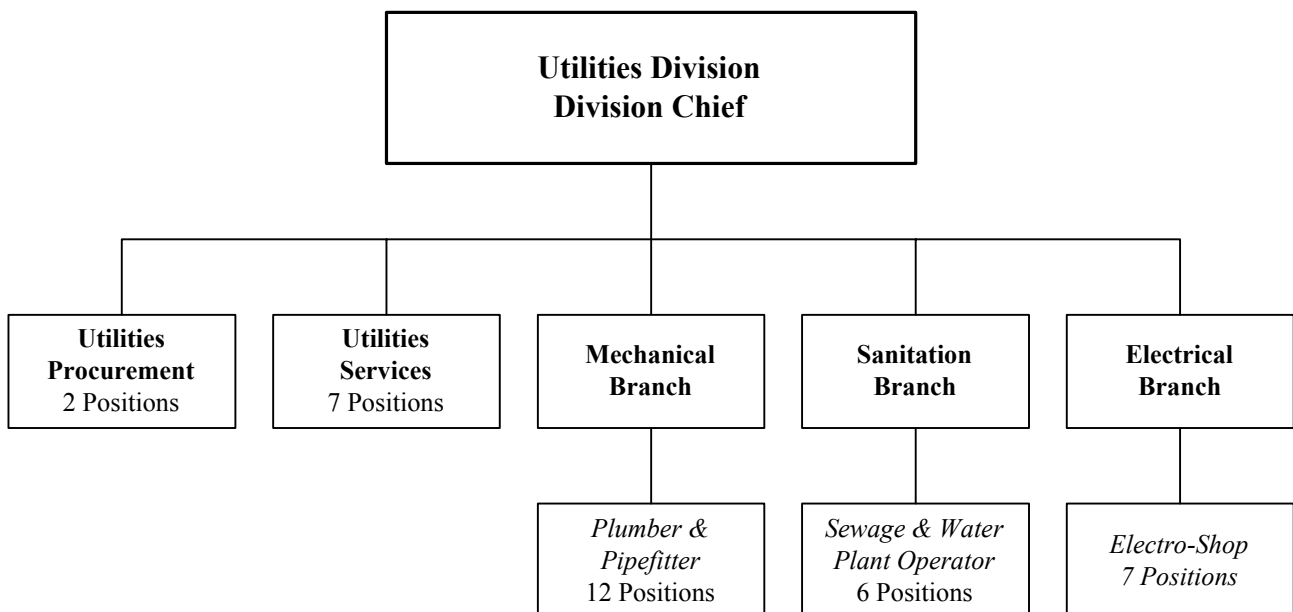 Utilities Division
Division Chief
Utilities
Procurement
2 Positions
Utilities
Services
7 Positions
Mechanical
Branch
Sanitation
Branch
Electrical
Branch
Plumber &
Pipefitter
12 Positions
Sewage & Water
Plant Operator
6 Positions
Electro-Shop
7 Positions